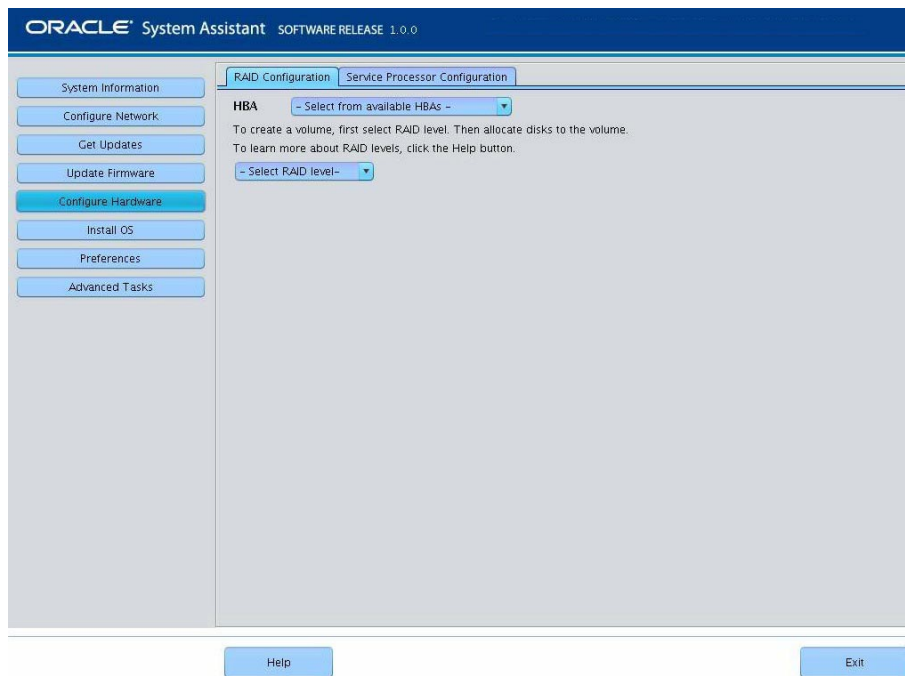 ORACLE® System Assistant SOFTWARE RELEASE 1.0.0
System Information
Configure Network
Get Updates
Update Firmware
Configure Hardware
Install OS
Preferences
Advanced Tasks
RAID Configuration Service Processor Configuration
HBA - Select from available HBAs -
To create a volume, first select RAID level. Then allocate disks to the volume.
To learn more about RAID levels, click the Help button.
- Select RAID level-
Help Exit